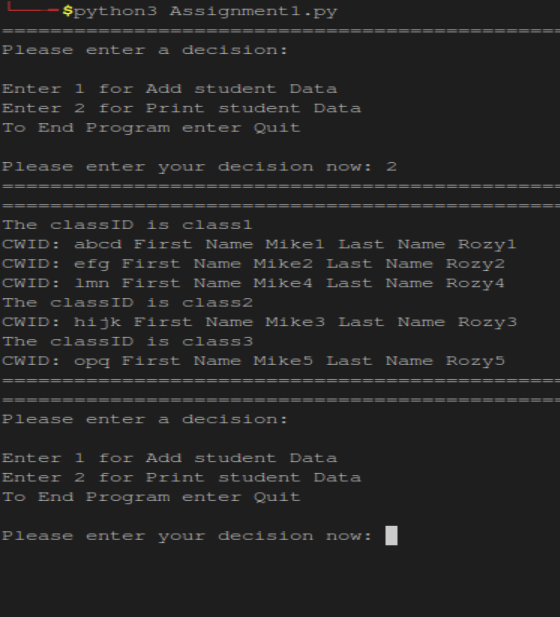 $python3 Assignment1.py
==============================================
Please enter a decision:
Enter 1 for Add student Data
Enter 2 for Print student Data
To End Program enter Quit
Please enter your decision now: 2
==============================================
==============================================
The classID is class1
CWID: abcd First Name Mike1 Last Name Rozy1
CWID: efg First Name Mike2 Last Name Rozy2
CWID: lmn First Name Mike4 Last Name Rozy4
The classID is class2
CWID: hijk First Name Mike3 Last Name Rozy3
The classID is class3
CWID: opq First Name Mike5 Last Name Rozy5
==============================================
==============================================
Please enter a decision:
Enter 1 for Add student Data
Enter 2 for Print student Data
To End Program enter Quit
Please enter your decision now: